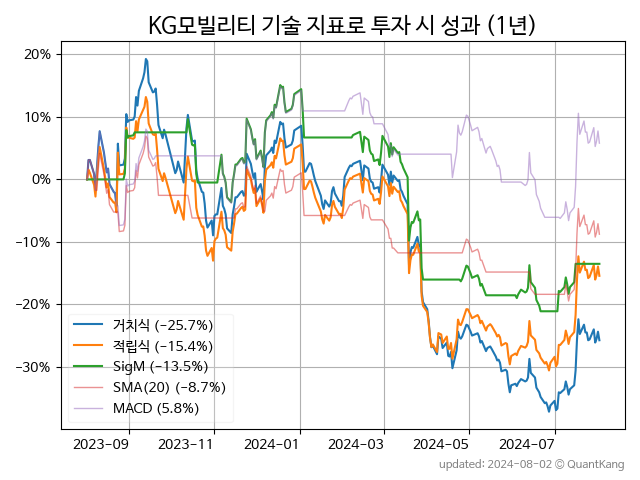 KG모빌리티 기술 지표로 투자 시 성과 (1년)
20%
10%
0%
−10%
−20%
−30%
거치식 (−25.7%)
적립식 (−15.4%)
SigM (−13.5%)
SMA(20) (−8.7%)
MACD (5.8%)
2023-09 2023-11 2024-01 2024-03 2024-05 2024-07
updated: 2024-08-02 © QuantKang